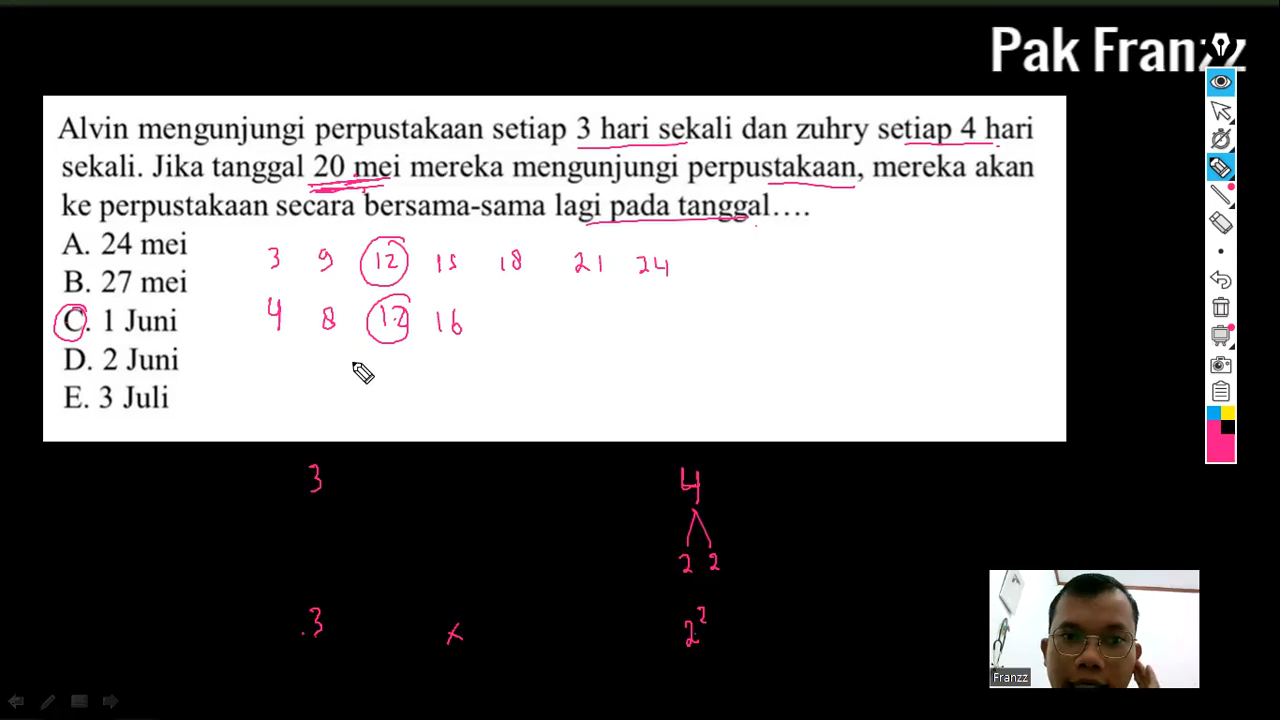 Pak Franzz
Alvin mengunjungi perpustakaan setiap 3 hari sekali dan zuhry setiap 4 hari
sekali. Jika tanggal 20 mei mereka mengunjungi perpustakaan, mereka akan
ke perpustakaan secara bersama-sama lagi pada tanggal….
A. 24 mei
B. 27 mei
C. 1 Juni
D. 2 Juni
E. 3 Juli
3 9 12 15 18 21 24
4 8 12 16
3 4
2 2
3 x 2²
Franzz